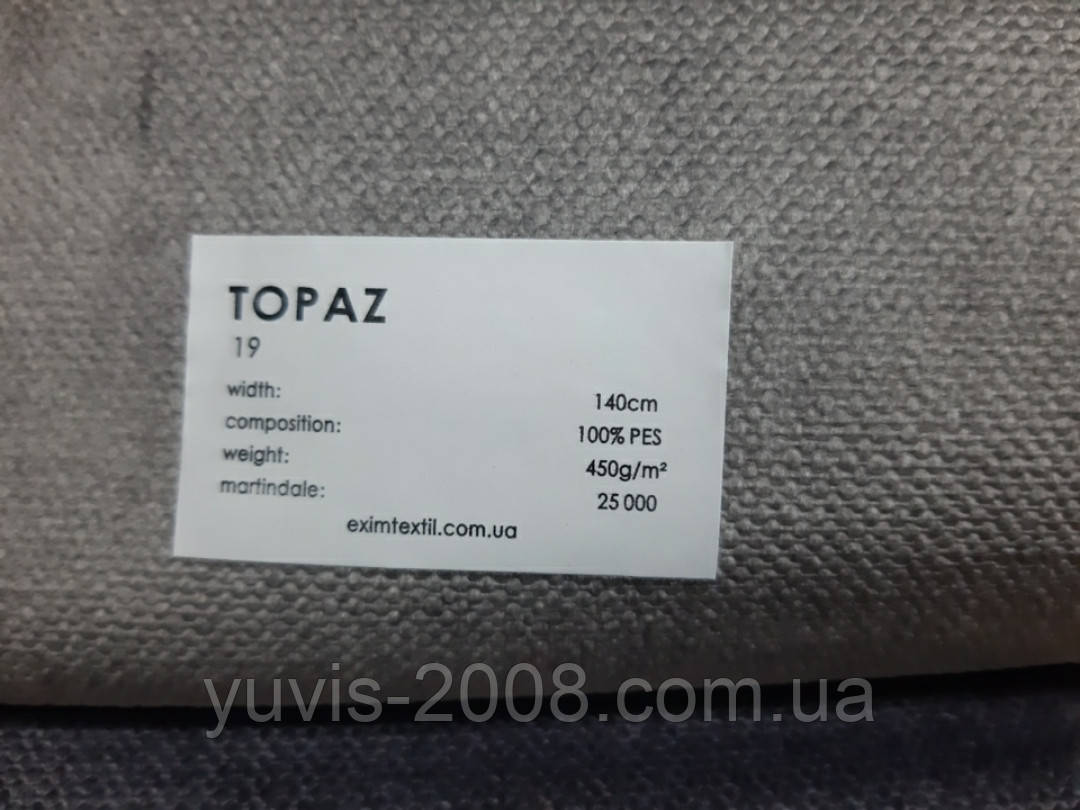 TOPAZ
19
width: 140cm
composition: 100% PES
weight: 450g/m²
martindale: 25 000
eximtextil.com.ua
yuvis-2008.com.ua